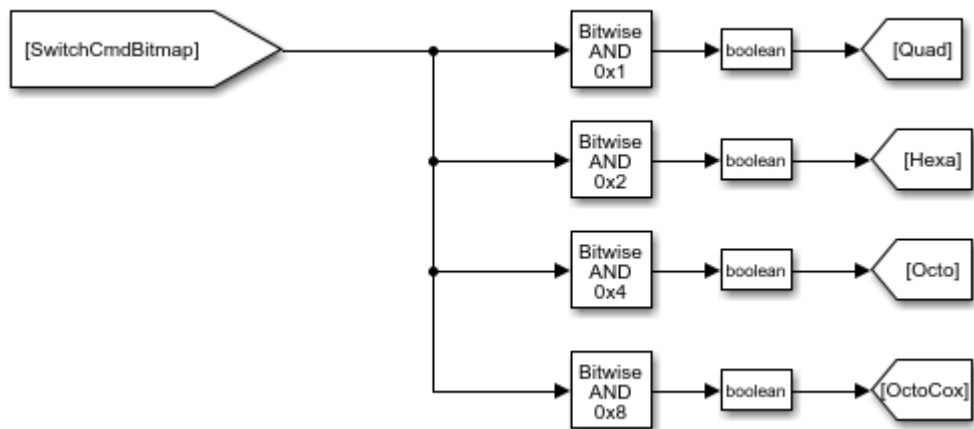 [SwitchCmdBitmap]
Bitwise
AND
0x1
boolean
[Quad]
Bitwise
AND
0x2
boolean
[Hexa]
Bitwise
AND
0x4
boolean
[Octo]
Bitwise
AND
0x8
boolean
[OctoCox]